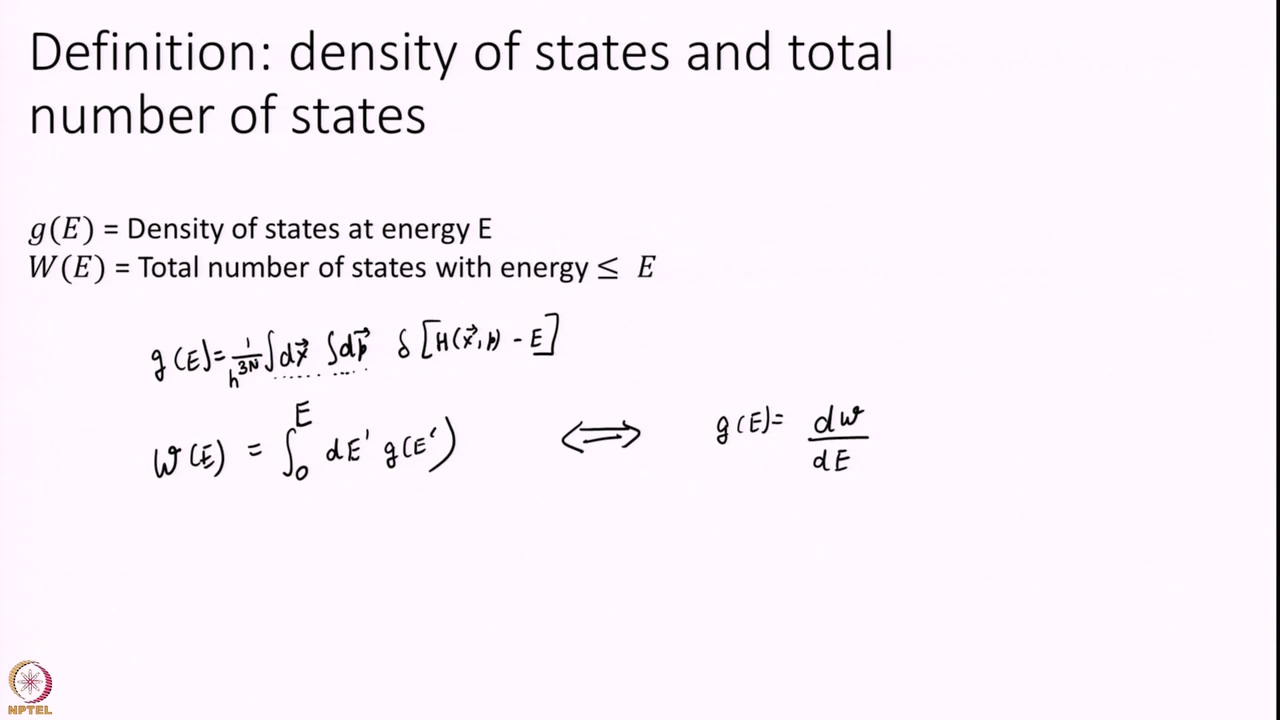 Definition: density of states and total
number of states
g(E) = Density of states at energy E
W(E) = Total number of states with energy ≤ E
g(E) = 1/h^3N ∫dx⃗ ∫dp⃗ δ[H(x⃗,p) - E]
W(E) = ∫_0^E dE' g(E') ⟺ g(E) = dW/dE
NPTEL